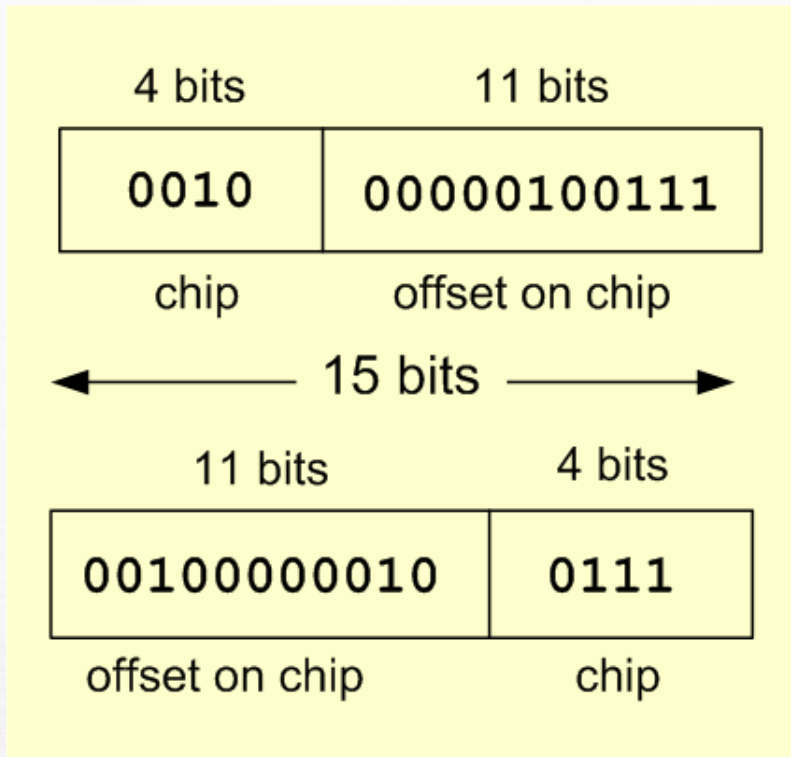 4 bits 11 bits
0010 00000100111
chip offset on chip
15 bits
11 bits 4 bits
00100000010 0111
offset on chip chip